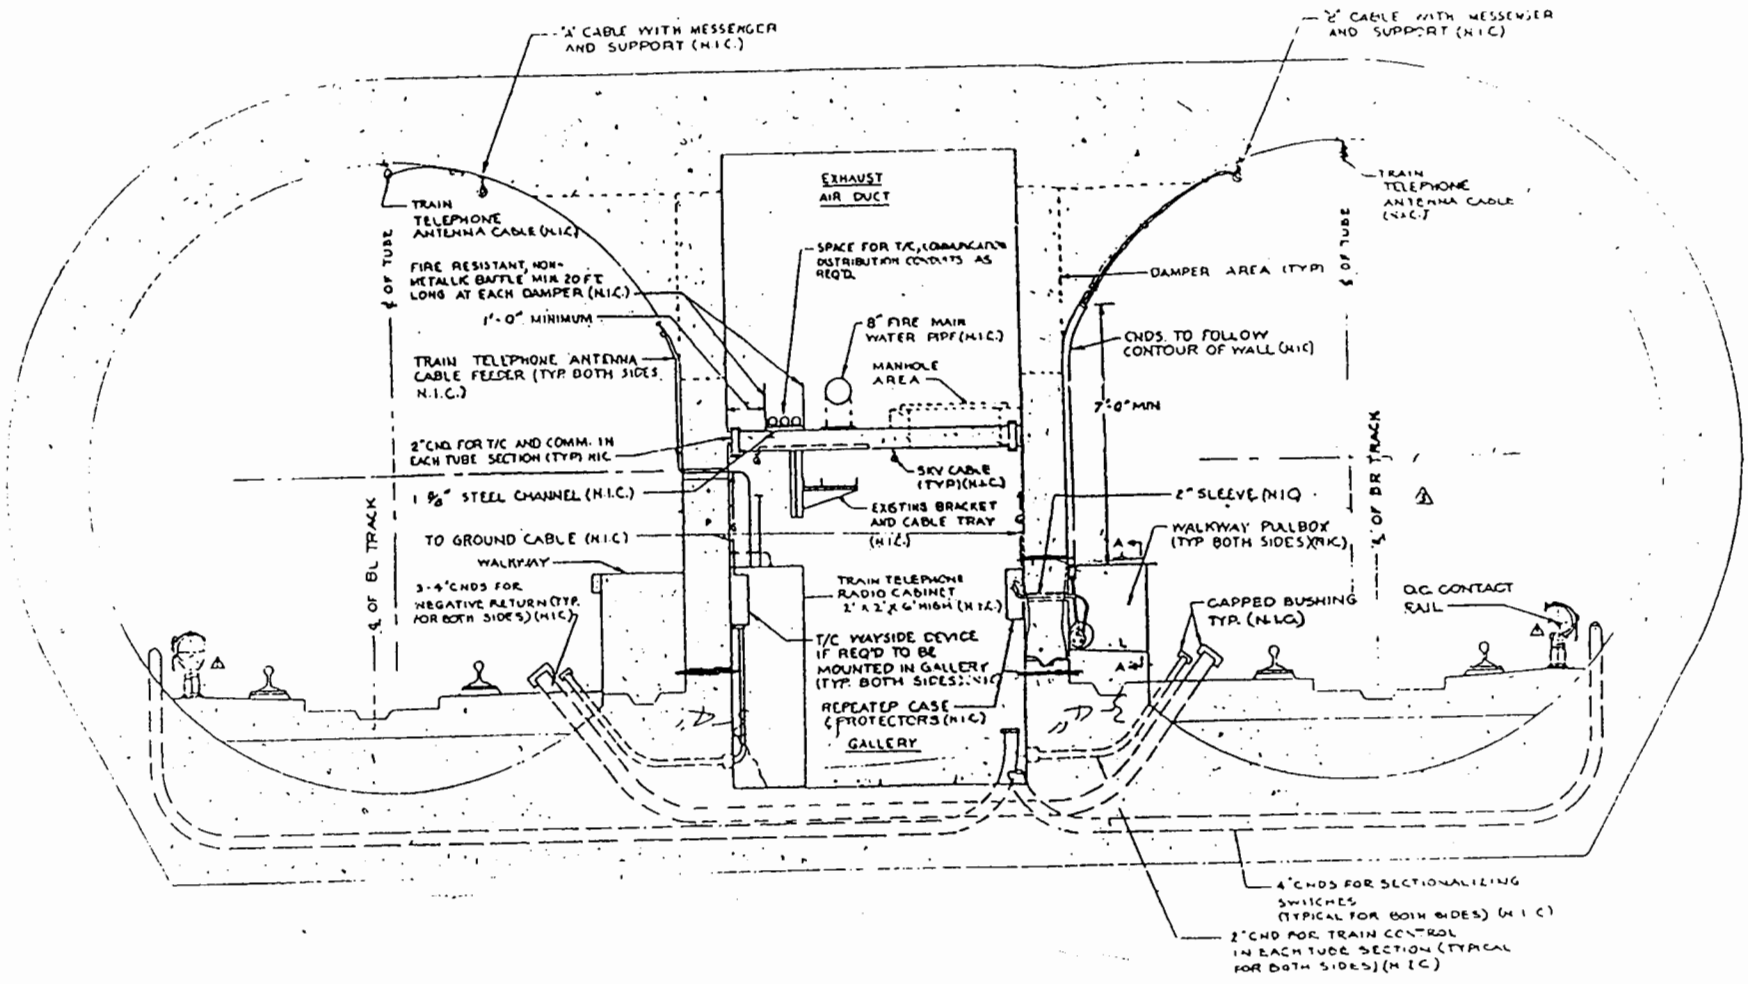 "A" CABLE WITH MESSENGER
AND SUPPORT (N.I.C.)
CABLE WITH MESSENGER
AND SUPPORT (N.I.C)
TRAIN
TELEPHONE
ANTENNA CABLE (N.I.C)
℄ OF TUBE
FIRE RESISTANT, NON-
METALLIC BAFFLE MIN. 20 FT.
LONG AT EACH DAMPER (N.I.C.)
1'-0" MINIMUM
TRAIN TELEPHONE ANTENNA
CABLE FEEDER (TYP. BOTH SIDES
N.I.C.)
2" CND. FOR T/C AND COMM. IN
EACH TUBE SECTION (TYP) NIC
STEEL CHANNEL (N.I.C.)
TO GROUND CABLE (N.I.C)
WALKWAY
3-4" CNDS FOR
NEGATIVE RETURN (TYP.
FOR BOTH SIDES) (NIC)
℄ OF BL TRACK
EXHAUST
AIR DUCT
SPACE FOR T/C, COMMUNICATION
DISTRIBUTION CONDUITS AS
REQ'D.
8" FIRE MAIN
WATER PIPE (N.I.C.)
MANHOLE
AREA
SKV CABLE
(TYP) (N.I.C.)
EXISTING BRACKET
AND CABLE TRAY
(N.I.C.)
TRAIN TELEPHONE
RADIO CABINET
2' X 2' X 6' HIGH (N.I.C.)
T/C WAYSIDE DEVICE
IF REQ'D TO BE
MOUNTED IN GALLERY
(TYP. BOTH SIDES) NIC
REPEATER CASE
& PROTECTORS (NIC)
GALLERY
TRAIN
TELEPHONE
ANTENNA CABLE
(N.I.C.)
℄ OF TUBE
DAMPER AREA (TYP)
CNDS. TO FOLLOW
CONTOUR OF WALL (NIC)
7'-0" MIN
2" SLEEVE (NIC)
WALKWAY PULLBOX
(TYP BOTH SIDES) (NIC)
A
L
A
℄ OF BR TRACK
CAPPED BUSHING
TYP. (N.I.C.)
D.C. CONTACT
RAIL
4" CNDS FOR SECTIONALIZING
SWITCHES
(TYPICAL FOR BOTH SIDES) (N I C)
2" CND FOR TRAIN CONTROL
IN EACH TUBE SECTION (TYPICAL
FOR BOTH SIDES) (N I C)